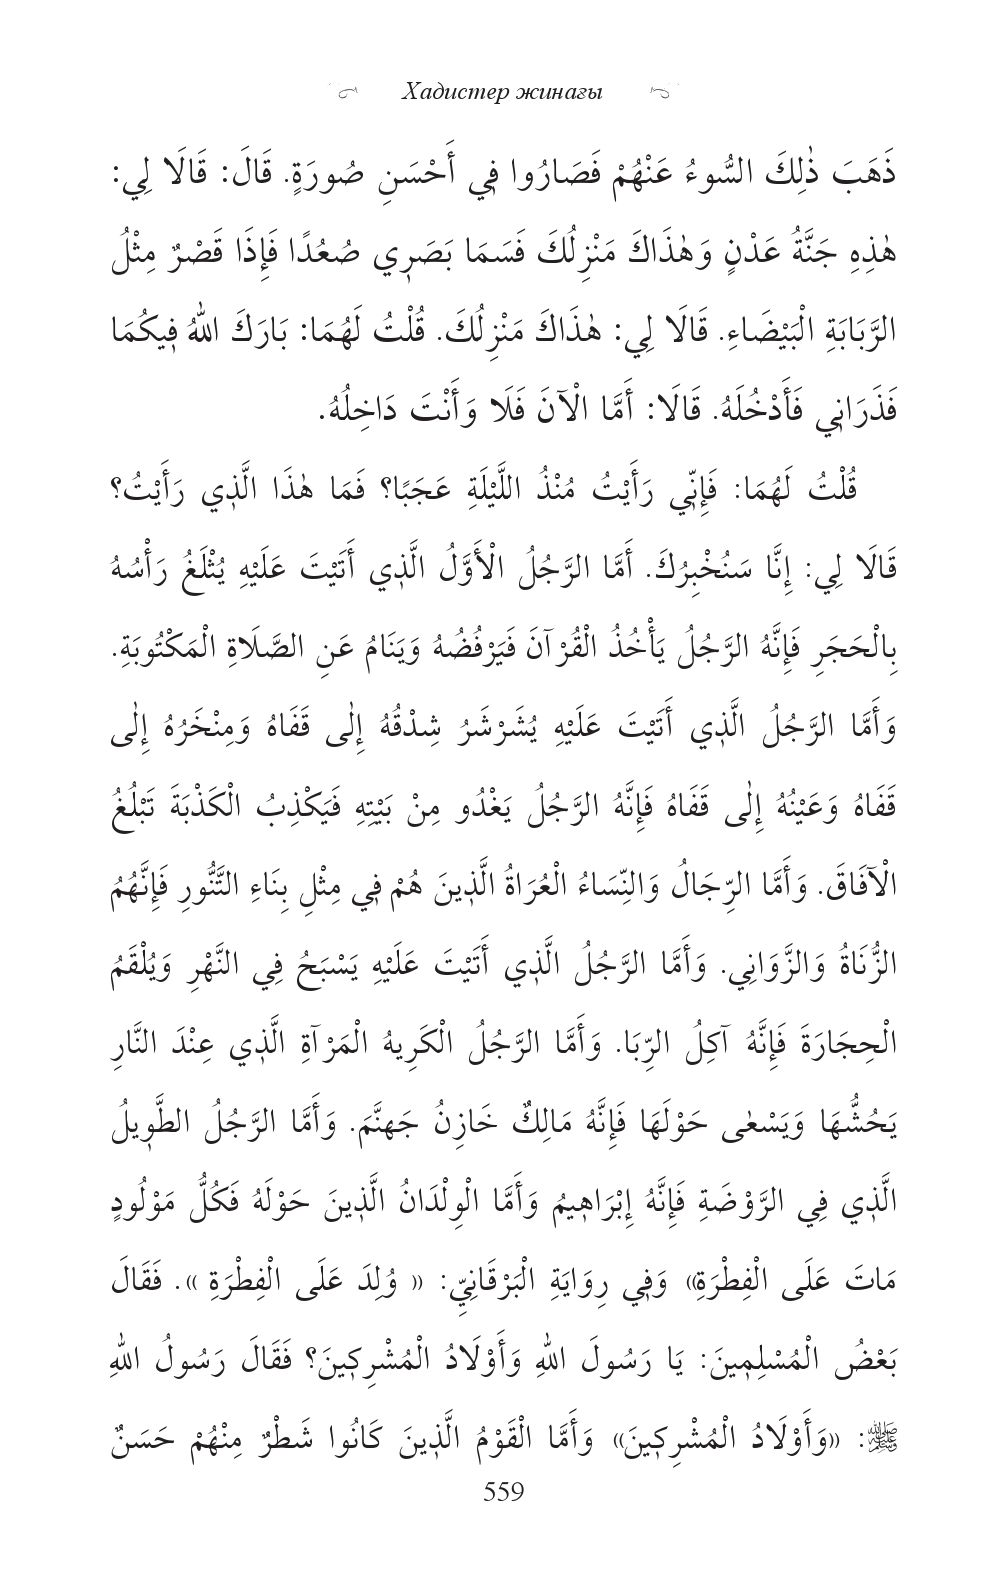 Хадистер жинағы
ذَهَبَ ذٰلِكَ السُّوءُ عَنْهُمْ فَصَارُوا فِي أَحْسَنِ صُورَةٍ. قَالَ: قَالَا لِي:
هٰذِهِ جَنَّةُ عَدْنٍ وَهٰذَاكَ مَنْزِلُكَ فَسَمَا بَصَرِي صُعُدًا فَإِذَا قَصْرٌ مِثْلُ
الرَّبَابَةِ الْبَيْضَاءِ. قَالَا لِي: هٰذَاكَ مَنْزِلُكَ. قُلْتُ لَهُمَا: بَارَكَ اللهُ فِيكُمَا
فَذَرَانِي فَأَدْخُلَهُ. قَالَا: أَمَّا الْآنَ فَلَا وَأَنْتَ دَاخِلُهُ.
قُلْتُ لَهُمَا: فَإِنِّي رَأَيْتُ مُنْذُ اللَّيْلَةِ عَجَبًا؟ فَمَا هٰذَا الَّذِي رَأَيْتُ؟
قَالَا لِي: إِنَّا سَنُخْبِرُكَ. أَمَّا الرَّجُلُ الْأَوَّلُ الَّذِي أَتَيْتَ عَلَيْهِ يُثْلَغُ رَأْسُهُ
بِالْحَجَرِ فَإِنَّهُ الرَّجُلُ يَأْخُذُ الْقُرْآنَ فَيَرْفُضُهُ وَيَنَامُ عَنِ الصَّلَاةِ الْمَكْتُوبَةِ.
وَأَمَّا الرَّجُلُ الَّذِي أَتَيْتَ عَلَيْهِ يُشَرْشَرُ شِدْقُهُ إِلٰى قَفَاهُ وَمِنْخَرُهُ إِلٰى
قَفَاهُ وَعَيْنُهُ إِلٰى قَفَاهُ فَإِنَّهُ الرَّجُلُ يَغْدُو مِنْ بَيْتِهِ فَيَكْذِبُ الْكَذْبَةَ تَبْلُغُ
الْآفَاقَ. وَأَمَّا الرِّجَالُ وَالنِّسَاءُ الْعُرَاةُ الَّذِينَ هُمْ فِي مِثْلِ بِنَاءِ التَّنُّورِ فَإِنَّهُمُ
الزُّنَاةُ وَالزَّوَانِي. وَأَمَّا الرَّجُلُ الَّذِي أَتَيْتَ عَلَيْهِ يَسْبَحُ فِي النَّهْرِ وَيُلْقَمُ
الْحِجَارَةَ فَإِنَّهُ آكِلُ الرِّبَا. وَأَمَّا الرَّجُلُ الْكَرِيهُ الْمَرْآةِ الَّذِي عِنْدَ النَّارِ
يَحُشُّهَا وَيَسْعٰى حَوْلَهَا فَإِنَّهُ مَالِكٌ خَازِنُ جَهنَّمَ. وَأَمَّا الرَّجُلُ الطَّوِيلُ
الَّذِي فِي الرَّوْضَةِ فَإِنَّهُ إِبْرَاهِيمُ وَأَمَّا الْوِلْدَانُ الَّذِينَ حَوْلَهُ فَكُلُّ مَوْلُودٍ
مَاتَ عَلَى الْفِطْرَةِ» وَفِي رِوَايَةِ الْبَرْقَانِيِّ: « وُلِدَ عَلَى الْفِطْرَةِ ». فَقَالَ
بَعْضُ الْمُسْلِمِينَ: يَا رَسُولَ اللهِ وَأَوْلَادُ الْمُشْرِكِينَ؟ فَقَالَ رَسُولُ اللهِ
ﷺ: «وَأَوْلَادُ الْمُشْرِكِينَ» وَأَمَّا الْقَوْمُ الَّذِينَ كَانُوا شَطْرٌ مِنْهُمْ حَسَنٌ
559